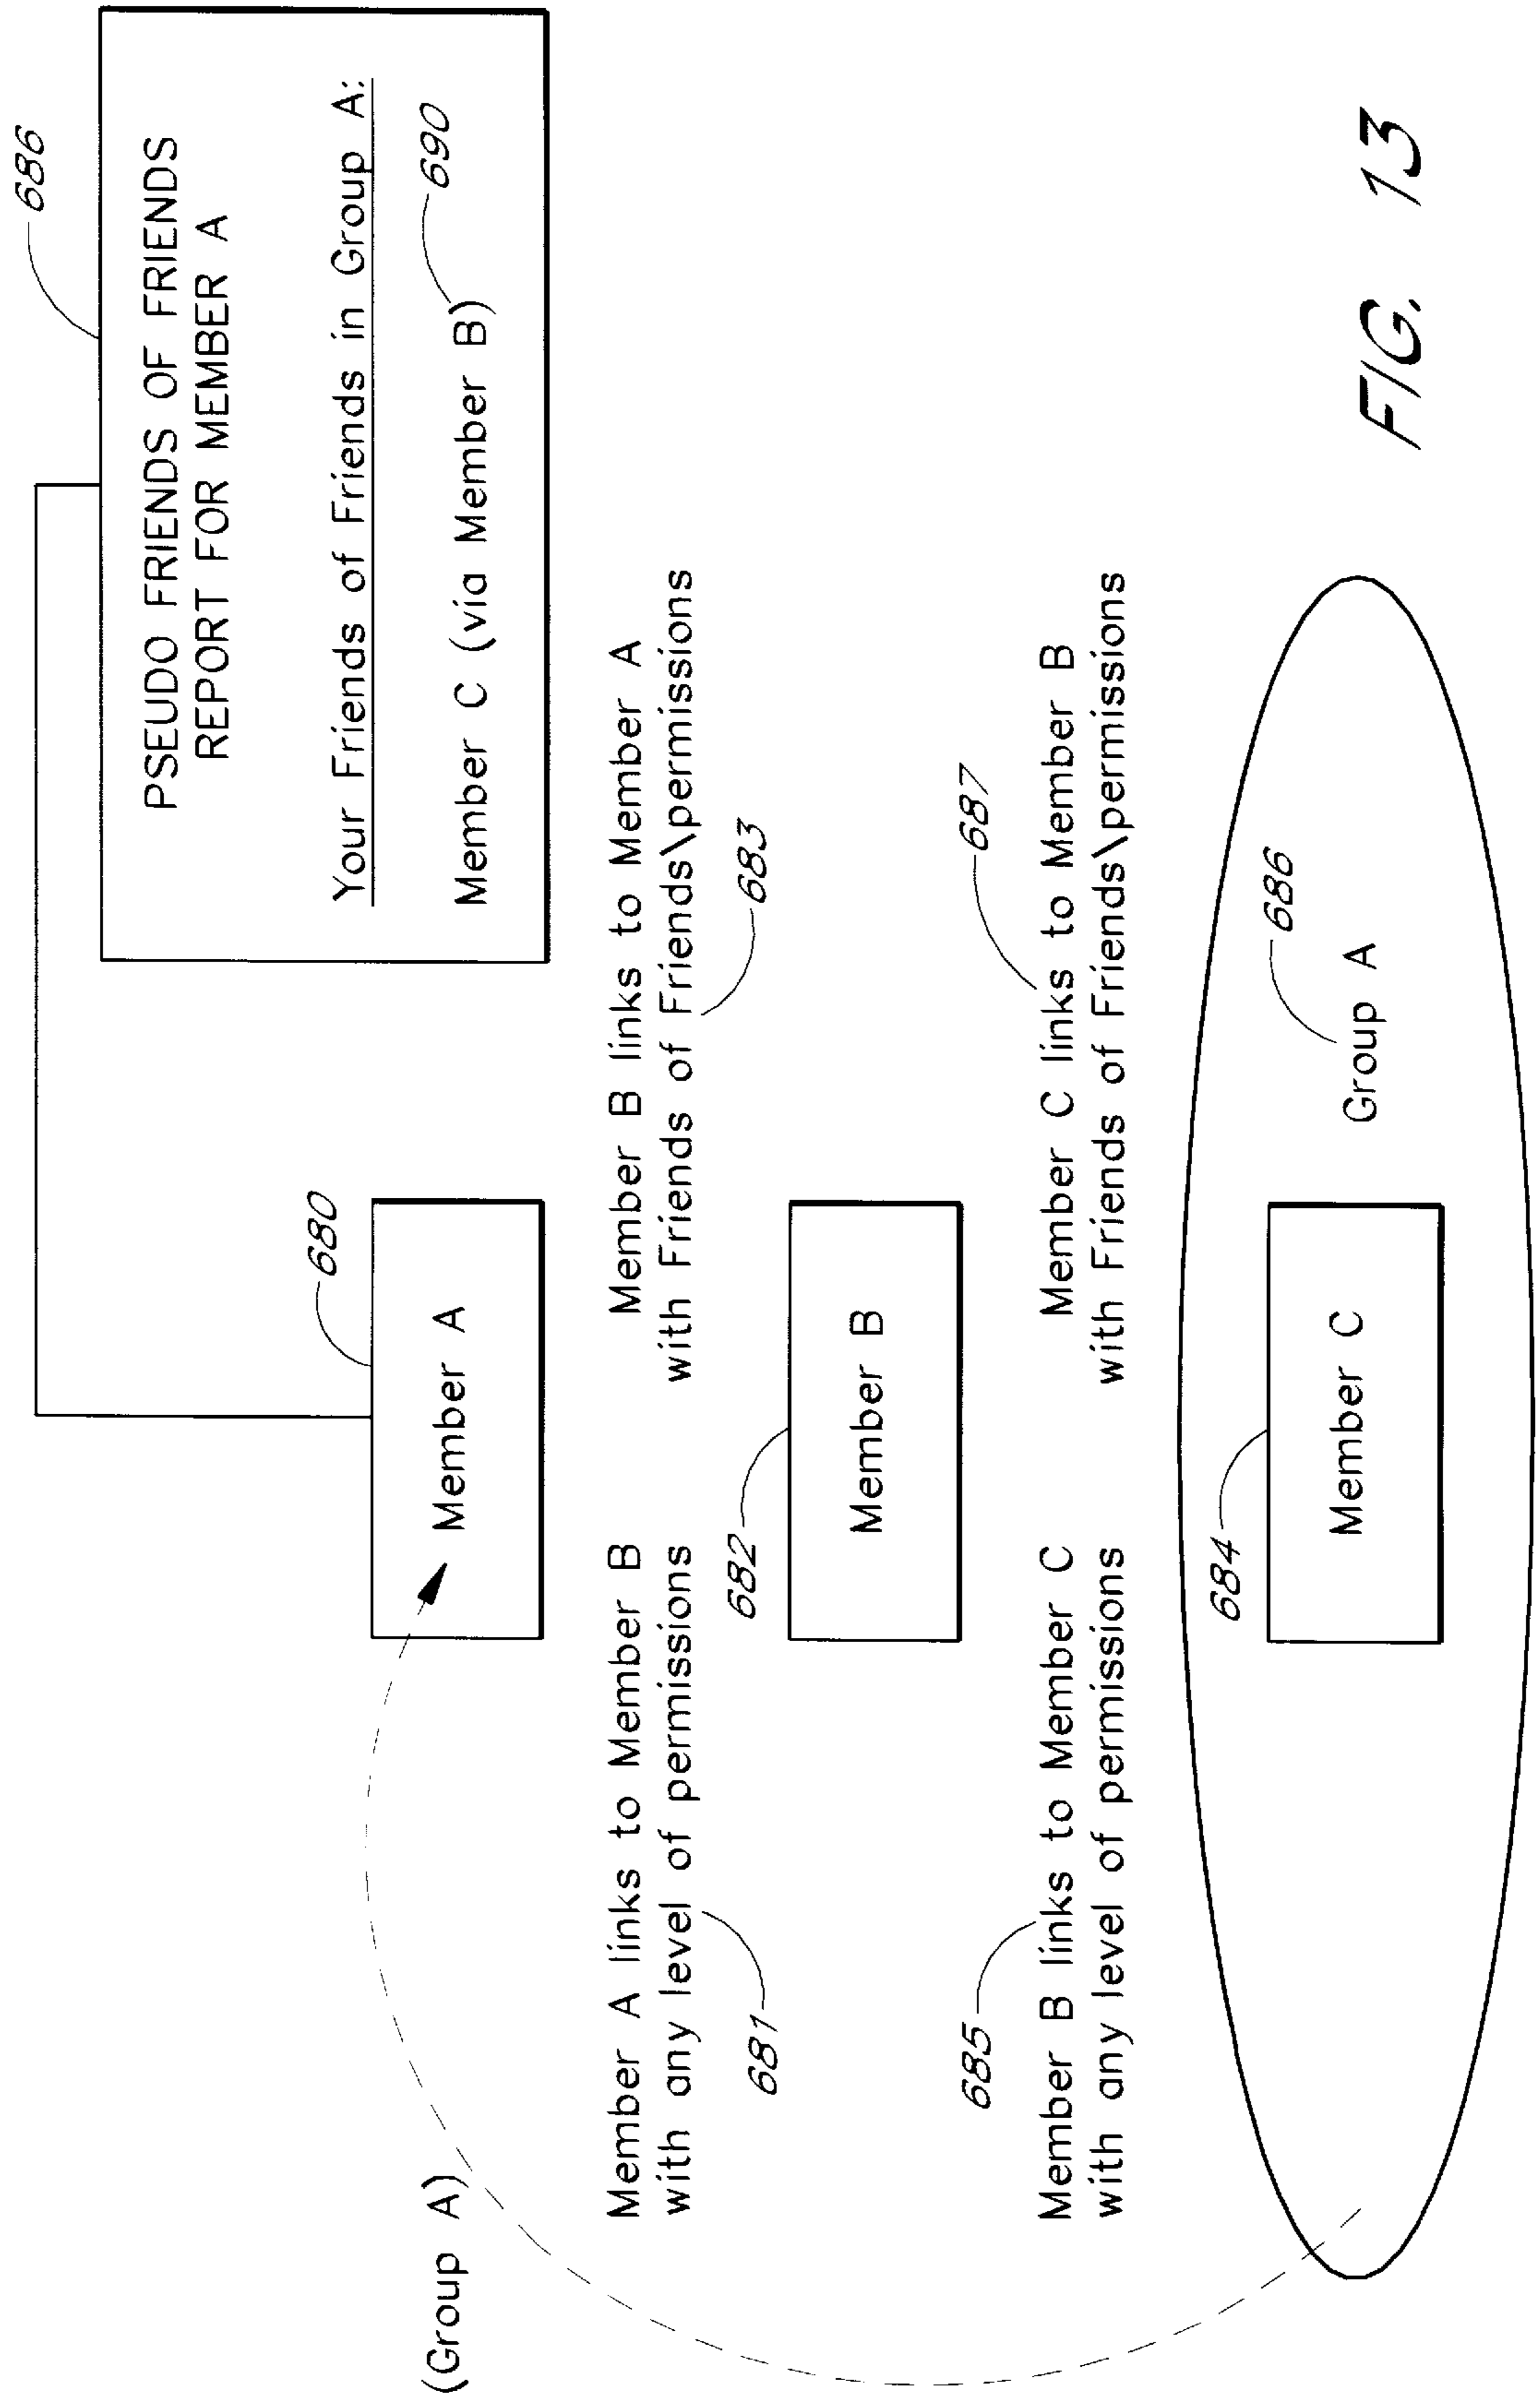 686
PSEUDO FRIENDS OF FRIENDS
REPORT FOR MEMBER A
Your Friends of Friends in Group A:
Member C (via Member B)
690
(Group A)
680
Member A
Member A links to Member B
with any level of permissions
681
Member B links to Member A
with Friends of Friends\permissions
683
682
Member B
685
Member B links to Member C
with any level of permissions
687
Member C links to Member B
with Friends of Friends\permissions
684
Member C
686
Group A
FIG. 13